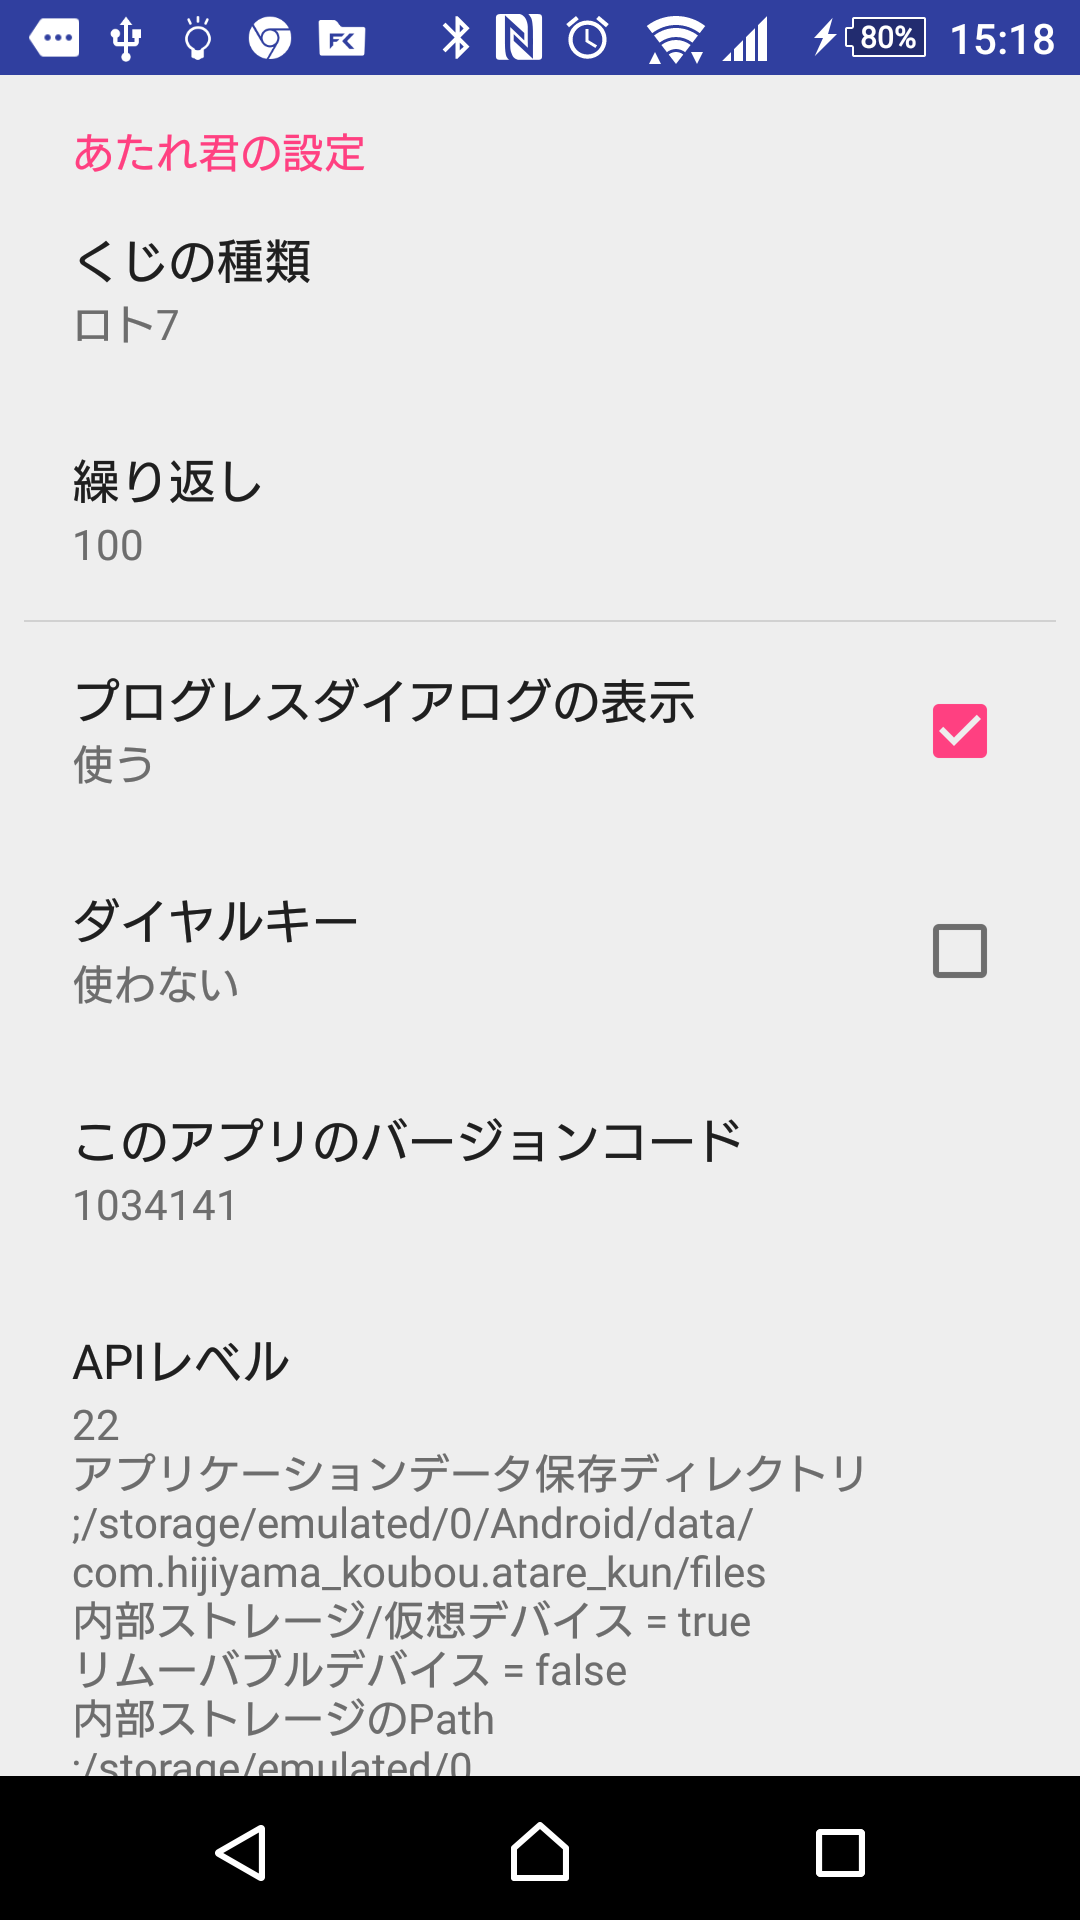 FK 80% 15:18
あたれ君の設定
くじの種類
ロト7
繰り返し
100
プログレスダイアログの表示
使う
ダイヤルキー
使わない
このアプリのバージョンコード
1034141
APIレベル
22
アプリケーションデータ保存ディレクトリ
;/storage/emulated/0/Android/data/
com.hijiyama_koubou.atare_kun/files
内部ストレージ/仮想デバイス = true
リムーバブルデバイス = false
内部ストレージのPath
:/storage/emulated/0